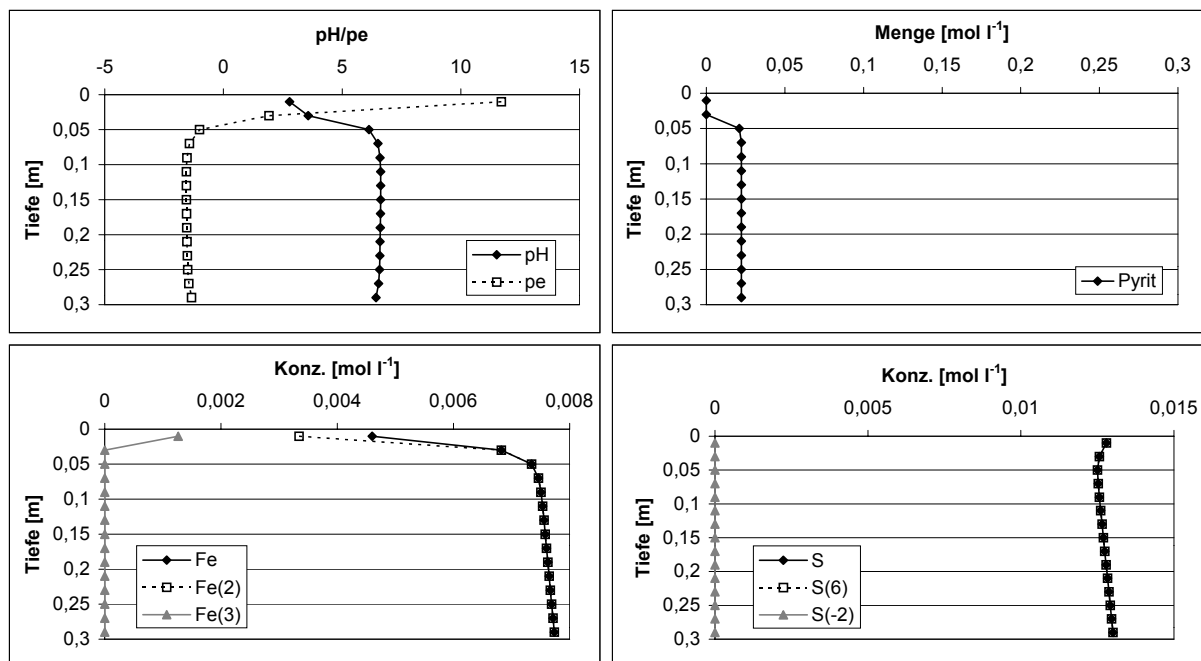 pH/pe
-5 0 5 10 15
0
0,05
0,1
0,15
0,2
0,25
0,3
Tiefe [m]
pH
pe
Menge [mol l⁻¹]
0 0,05 0,1 0,15 0,2 0,25 0,3
0
0,05
0,1
0,15
0,2
0,25
0,3
Tiefe [m]
Pyrit
Konz. [mol l⁻¹]
0 0,002 0,004 0,006 0,008
0
0,05
0,1
0,15
0,2
0,25
0,3
Tiefe [m]
Fe
Fe(2)
Fe(3)
Konz. [mol l⁻¹]
0 0,005 0,01 0,015
0
0,05
0,1
0,15
0,2
0,25
0,3
Tiefe [m]
S
S(6)
S(-2)